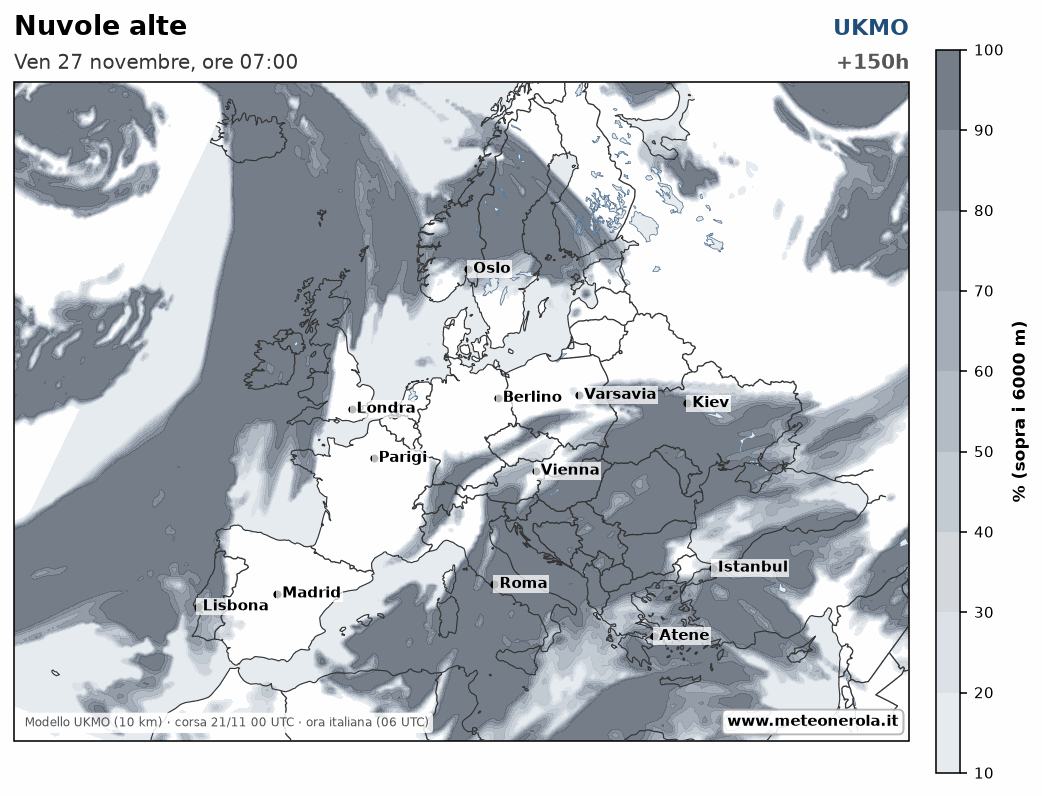 Nuvole alte
UKMO
Ven 27 novembre, ore 07:00
+150h
100
90
80
70
60
50
40
30
20
10
% (sopra i 6000 m)
Oslo
Berlino
Varsavia
Kiev
Londra
Parigi
Vienna
Istanbul
Roma
Madrid
Lisbona
Atene
Modello UKMO (10 km) · corsa 21/11 00 UTC · ora italiana (06 UTC)
www.meteonerola.it